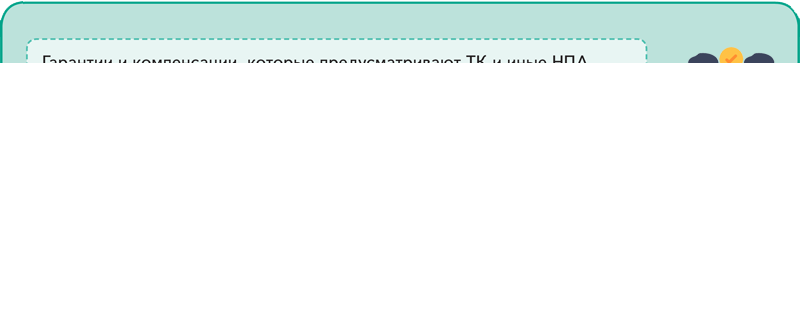 Гарантии и компенсации, которые предусматривают ТК и иные НПА